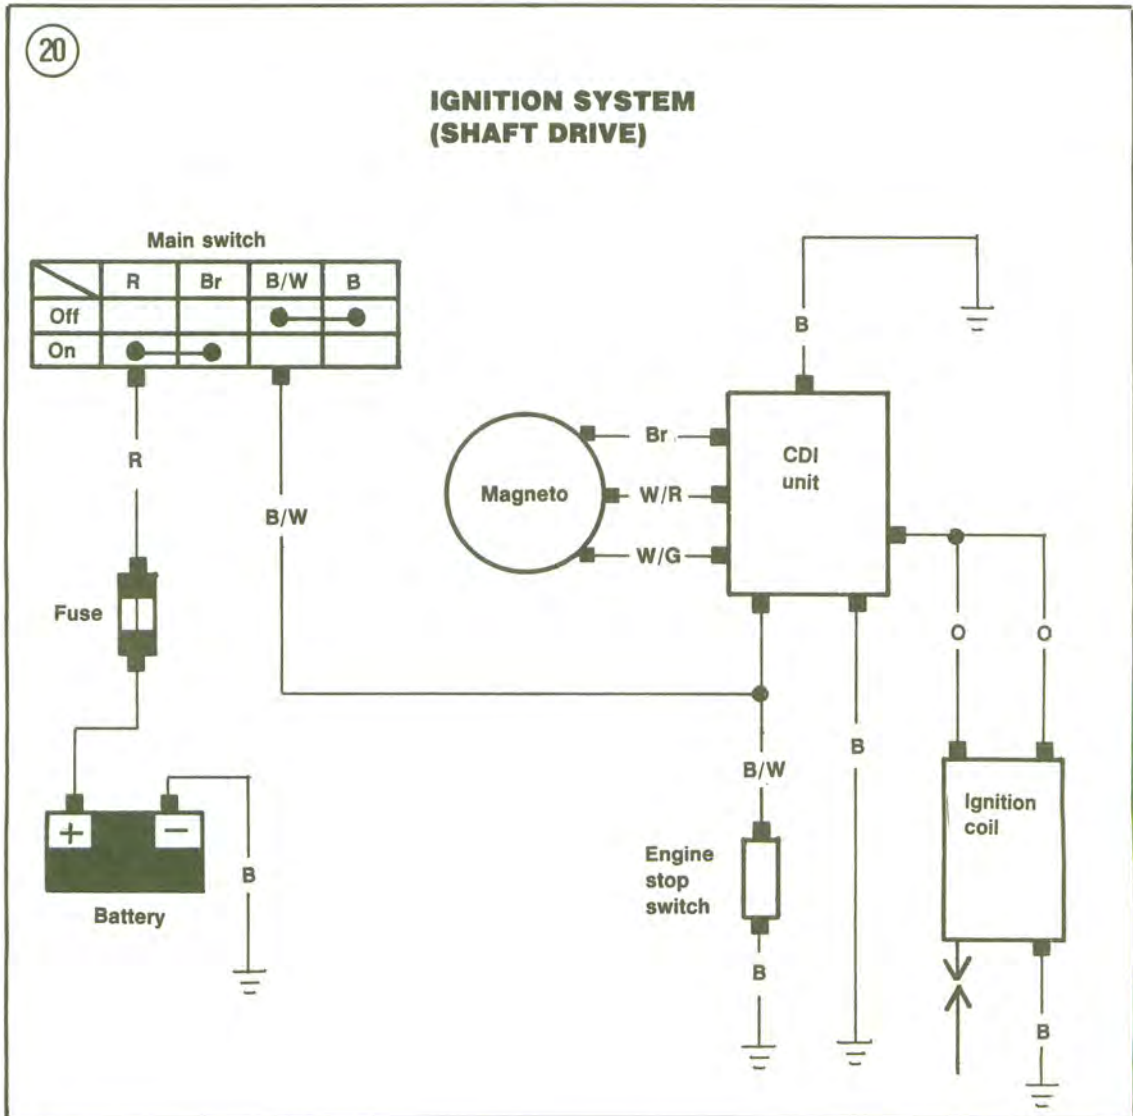 20
IGNITION SYSTEM
(SHAFT DRIVE)
Main switch
R Br B/W B
Off
On
R
B/W
Fuse
+ −
B
Battery
Magneto
Br
W/R
W/G
B
CDI
unit
O O
B/W
B
Engine
stop
switch
B
Ignition
coil
B